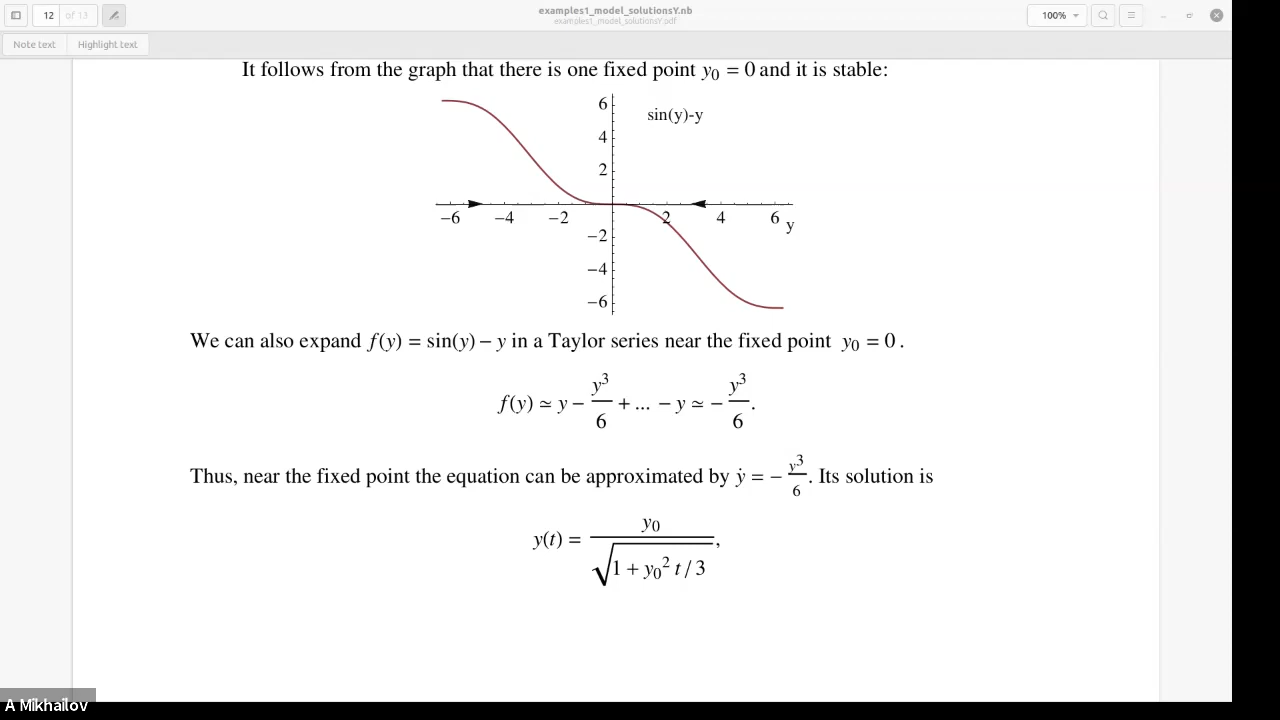 examples1_model_solutionsY.nb
12 of 13
examples1_model_solutionsY.pdf
100%
Note text Highlight text
It follows from the graph that there is one fixed point y₀ = 0 and it is stable:
6
sin(y)-y
4
2
−6 −4 −2 2 4 6 y
−2
−4
−6
We can also expand f(y) = sin(y) − y in a Taylor series near the fixed point y₀ = 0 .
f(y) ≃ y − y³/6 + ... − y ≃ − y³/6.
Thus, near the fixed point the equation can be approximated by ẏ = − y³/6. Its solution is
y(t) = y₀/√(1 + y₀² t / 3),
A Mikhailov